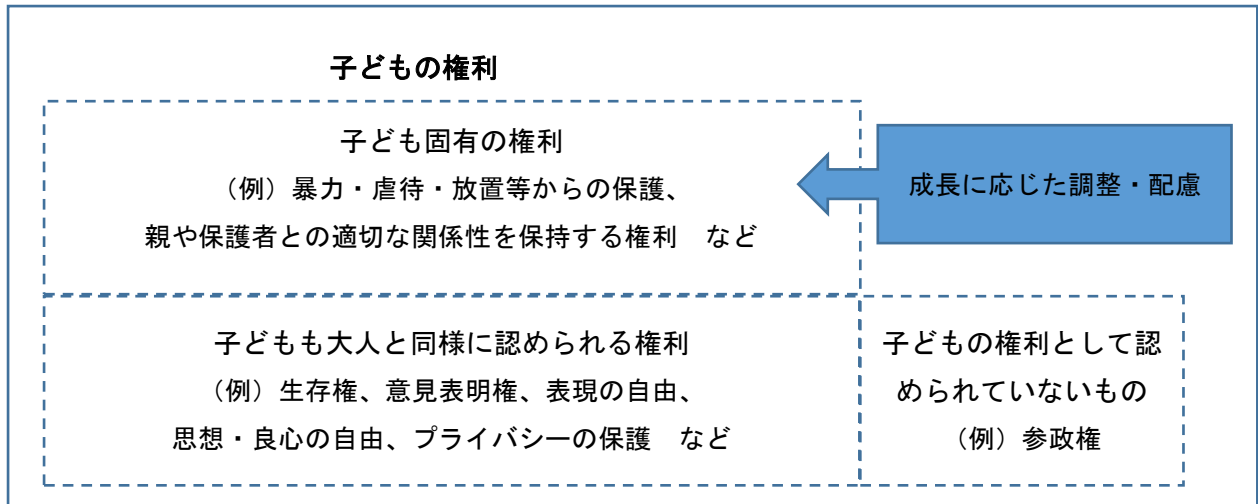 子どもの権利
子ども固有の権利
（例）暴力・虐待・放置等からの保護、
親や保護者との適切な関係性を保持する権利　など
成長に応じた調整・配慮
子どもも大人と同様に認められる権利
（例）生存権、意見表明権、表現の自由、
思想・良心の自由、プライバシーの保護　など
子どもの権利として認
められていないもの
（例）参政権